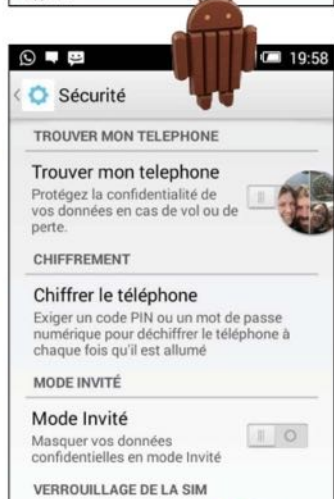 19:58
Sécurité
TROUVER MON TELEPHONE
Trouver mon telephone
Protégez la confidentialité de
vos données en cas de vol ou de
perte.
CHIFFREMENT
Chiffrer le téléphone
Exiger un code PIN ou un mot de passe
numérique pour déchiffrer le téléphone à
chaque fois qu'il est allumé
MODE INVITÉ
Mode Invité
Masquer vos données
confidentielles en mode Invité
VERROUILLAGE DE LA SIM